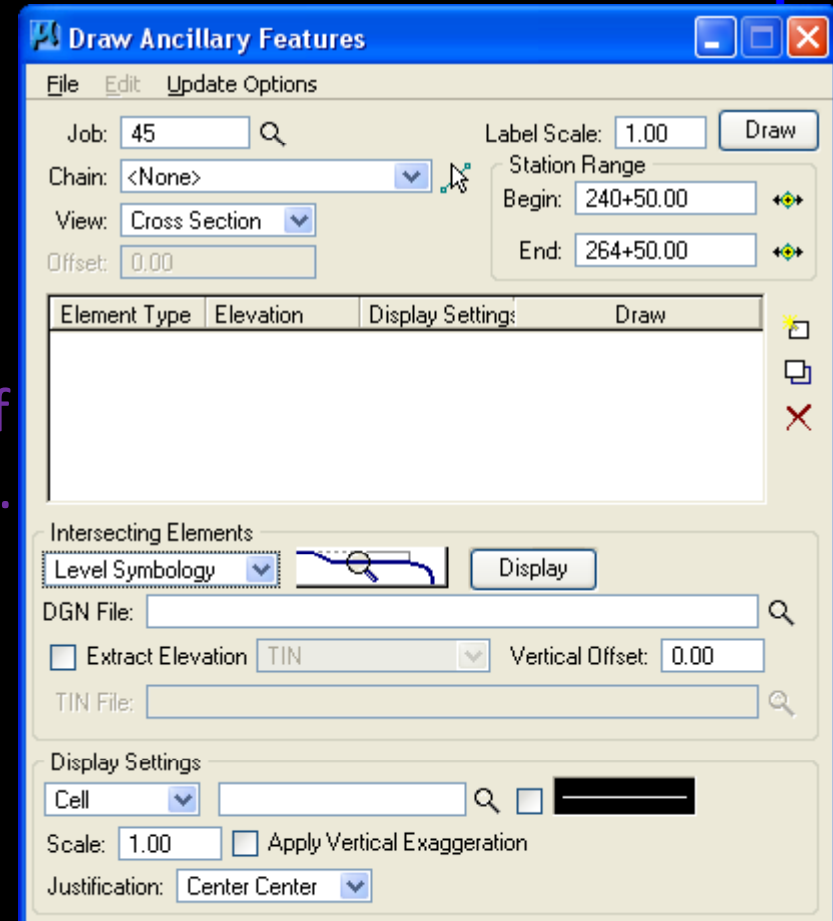 Draw Ancillary Features
File Edit Update Options
Job: 45 Label Scale: 1.00 Draw
Chain: <None> Station Range
Begin: 240+50.00
View: Cross Section
End: 264+50.00
Offset: 0.00
Element Type Elevation Display Settings Draw
f
.
Intersecting Elements
Level Symbology Display
DGN File:
Extract Elevation TIN Vertical Offset: 0.00
TIN File:
Display Settings
Cell
Scale: 1.00 Apply Vertical Exaggeration
Justification: Center Center